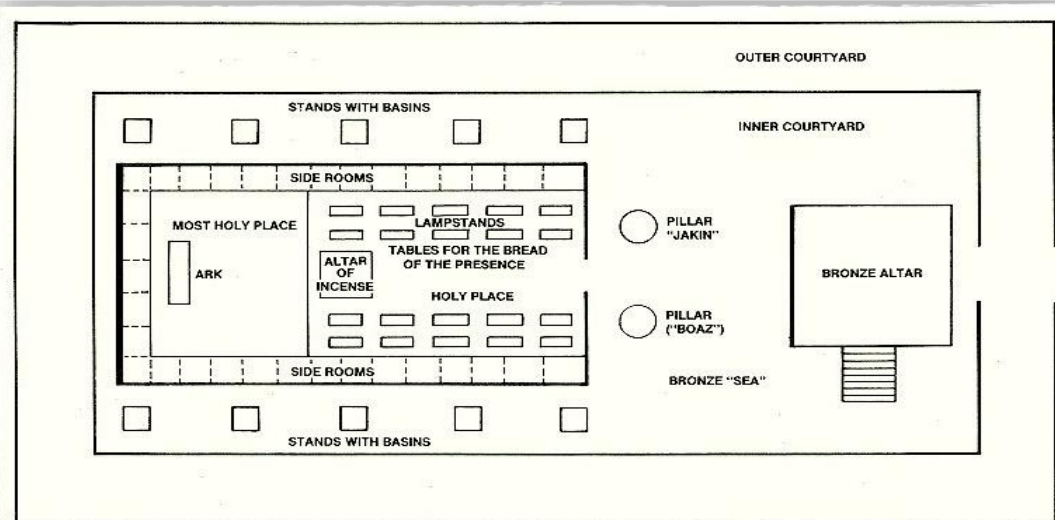 OUTER COURTYARD
STANDS WITH BASINS
INNER COURTYARD
SIDE ROOMS
MOST HOLY PLACE
LAMPSTANDS
PILLAR
"JAKIN"
TABLES FOR THE BREAD
OF THE PRESENCE
ARK
ALTAR
OF
INCENSE
BRONZE ALTAR
HOLY PLACE
PILLAR
("BOAZ")
SIDE ROOMS
BRONZE "SEA"
STANDS WITH BASINS